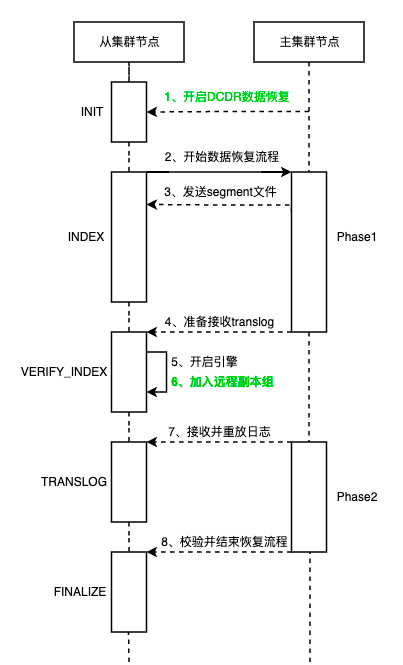 从集群节点
主集群节点
1、开启DCDR数据恢复
INIT
2、开始数据恢复流程
3、发送segment文件
INDEX
Phase1
4、准备接收translog
5、开启引擎
VERIFY_INDEX
6、加入远程副本组
7、接收并重放日志
TRANSLOG
Phase2
8、校验并结束恢复流程
FINALIZE